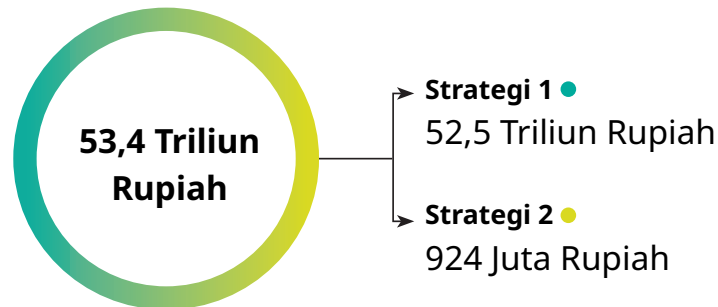 53,4 Triliun
Rupiah
Strategi 1
52,5 Triliun Rupiah
Strategi 2
924 Juta Rupiah